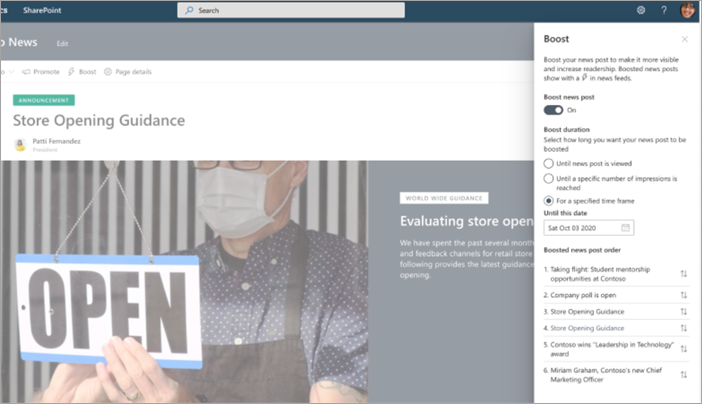 cs SharePoint Search
o News Edit
o Promote Boost Page details
ANNOUNCEMENT
Store Opening Guidance
Patti Fernandez
President
OPEN
WORLD WIDE GUIDANCE
Evaluating store open
We have spent the past several month
and feedback channels for retail store
following provides the latest guidance
opening.
Boost
Boost your news post to make it more visible
and increase readership. Boosted news posts
show with a in news feeds.
Boost news post
On
Boost duration
Select how long you want your news post to be
boosted
Until news post is viewed
Until a specific number of impressions is
reached
For a specified time frame
Until this date
Sat Oct 03 2020
Boosted news post order
1. Taking flight: Student mentorship
opportunities at Contoso
2. Company poll is open
3. Store Opening Guidance
4. Store Opening Guidance
5. Contoso wins "Leadership in Technology"
award
6. Miriam Graham, Contoso's new Chief
Marketing Officer